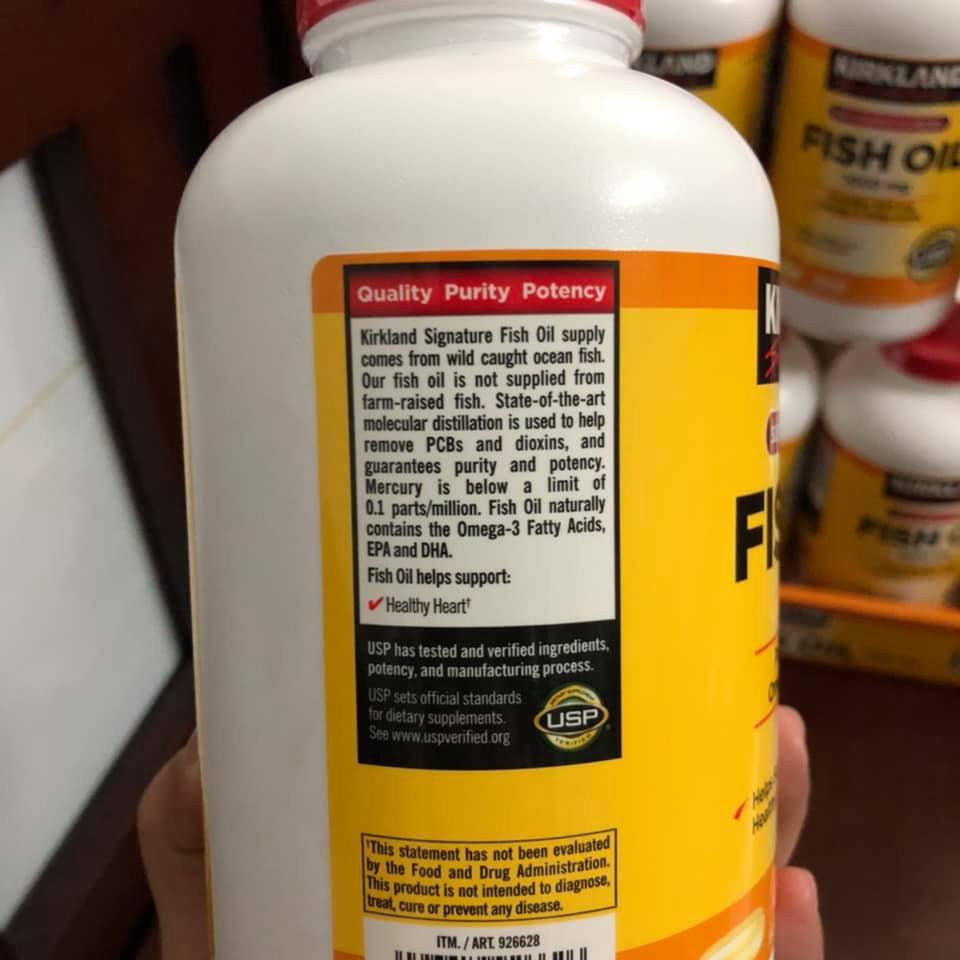 Quality Purity Potency
Kirkland Signature Fish Oil supply
comes from wild caught ocean fish.
Our fish oil is not supplied from
farm-raised fish. State-of-the-art
molecular distillation is used to help
remove PCBs and dioxins, and
guarantees purity and potency.
Mercury is below a limit of
0.1 parts/million. Fish Oil naturally
contains the Omega-3 Fatty Acids,
EPA and DHA.
Fish Oil helps support:
✓ Healthy Heart†
USP has tested and verified ingredients,
potency, and manufacturing process.
USP sets official standards
for dietary supplements.
See www.uspverified.org
DIETARY SUPPLEMENT
USP
VERIFIED
†This statement has not been evaluated
by the Food and Drug Administration.
This product is not intended to diagnose,
treat, cure or prevent any disease.
ITM. / ART. 926628
KIRKLAND
FISH OIL
FISH